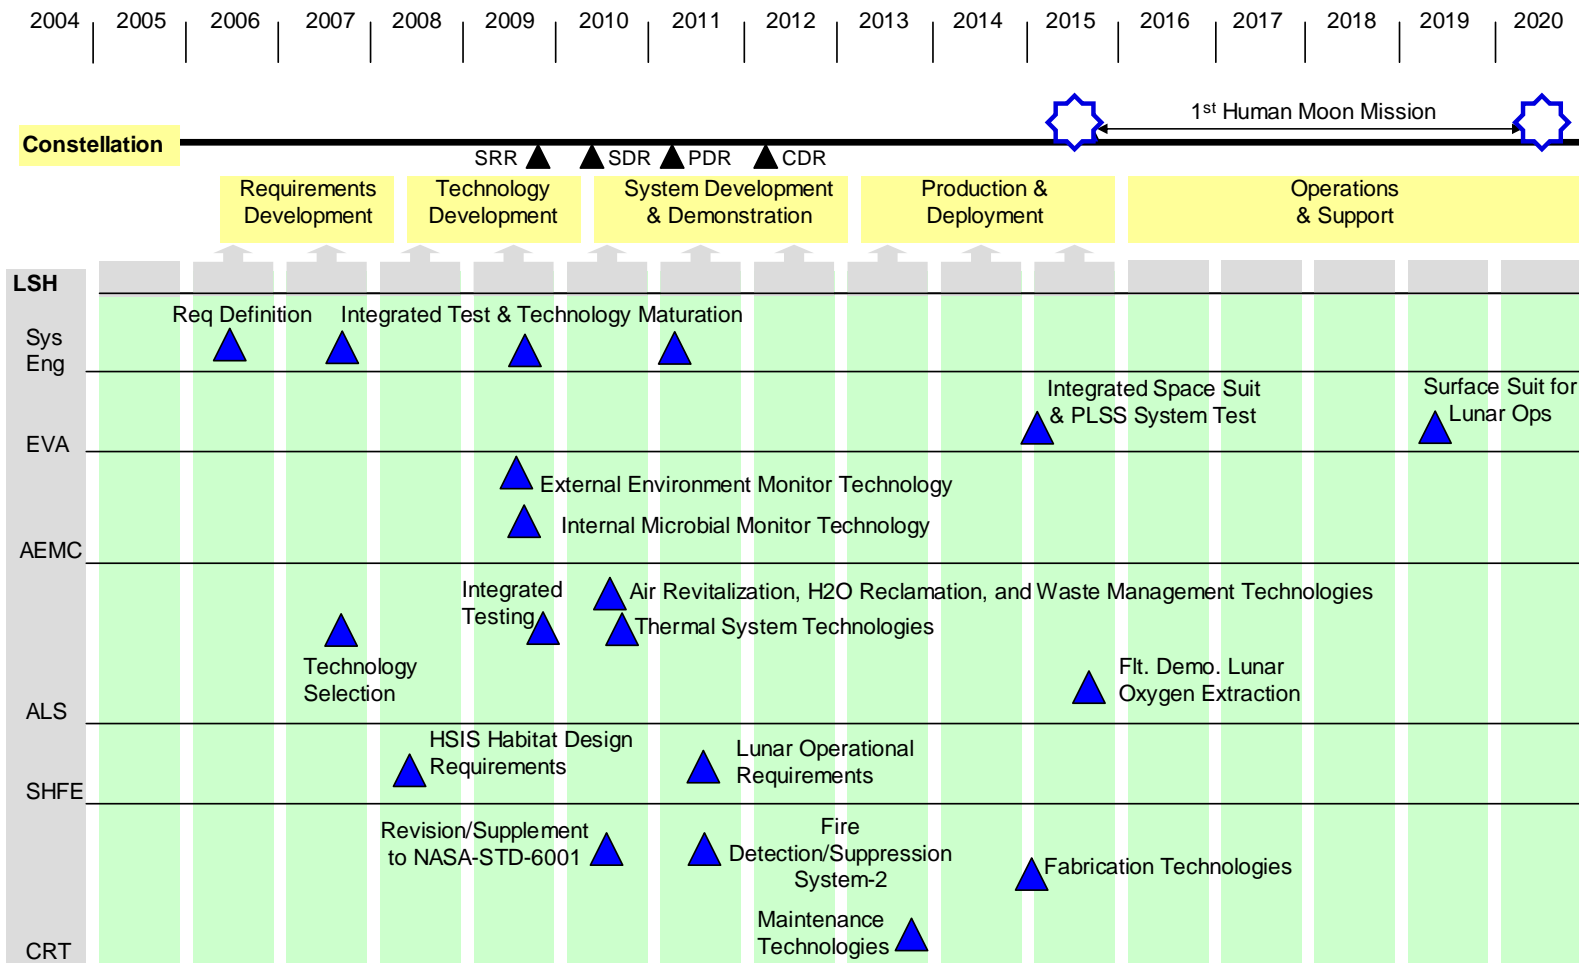 2004 2005 2006 2007 2008 2009 2010 2011 2012 2013 2014 2015 2016 2017 2018 2019 2020
1st Human Moon Mission
Constellation
SRR SDR PDR CDR
Requirements
Development
Technology
Development
System Development
& Demonstration
Production &
Deployment
Operations
& Support
LSH
Req Definition
Integrated Test & Technology Maturation
Sys
Eng
Integrated Space Suit
& PLSS System Test
Surface Suit for
Lunar Ops
EVA
External Environment Monitor Technology
Internal Microbial Monitor Technology
AEMC
Integrated
Testing
Air Revitalization, H2O Reclamation, and Waste Management Technologies
Thermal System Technologies
Technology
Selection
Flt. Demo. Lunar
Oxygen Extraction
ALS
HSIS Habitat Design
Requirements
Lunar Operational
Requirements
SHFE
Revision/Supplement
to NASA-STD-6001
Fire
Detection/Suppression
System-2
Fabrication Technologies
Maintenance
Technologies
CRT